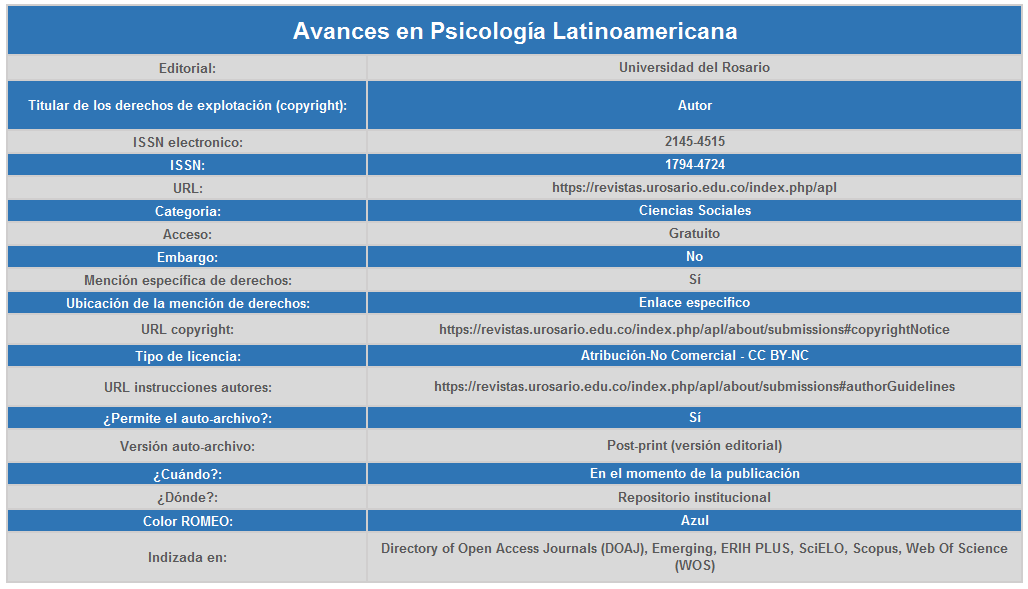 Avances en Psicología Latinoamericana
Editorial: Universidad del Rosario
Titular de los derechos de explotación (copyright): Autor
ISSN electronico: 2145-4515
ISSN: 1794-4724
URL: https://revistas.urosario.edu.co/index.php/apl
Categoria: Ciencias Sociales
Acceso: Gratuito
Embargo: No
Mención específica de derechos: Sí
Ubicación de la mención de derechos: Enlace especifico
URL copyright: https://revistas.urosario.edu.co/index.php/apl/about/submissions#copyrightNotice
Tipo de licencia: Atribución-No Comercial - CC BY-NC
URL instrucciones autores: https://revistas.urosario.edu.co/index.php/apl/about/submissions#authorGuidelines
¿Permite el auto-archivo?: Sí
Versión auto-archivo: Post-print (versión editorial)
¿Cuándo?: En el momento de la publicación
¿Dónde?: Repositorio institucional
Color ROMEO: Azul
Indizada en: Directory of Open Access Journals (DOAJ), Emerging, ERIH PLUS, SciELO, Scopus, Web Of Science
(WOS)